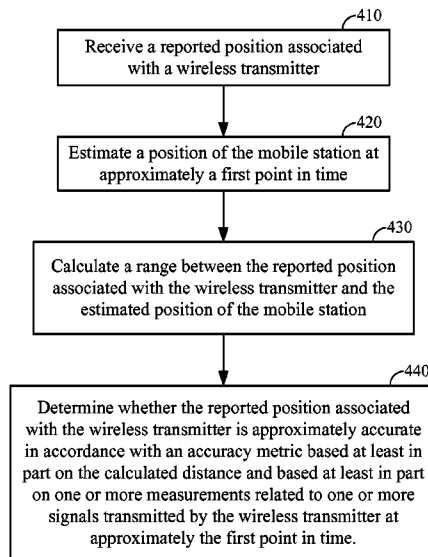 410
Receive a reported position associated
with a wireless transmitter
420
Estimate a position of the mobile station at
approximately a first point in time
430
Calculate a range between the reported position
associated with the wireless transmitter and the
estimated position of the mobile station
440
Determine whether the reported position associated
with the wireless transmitter is approximately accurate
in accordance with an accuracy metric based at least in
part on the calculated distance and based at least in part
on one or more measurements related to one or more
signals transmitted by the wireless transmitter at
approximately the first point in time.